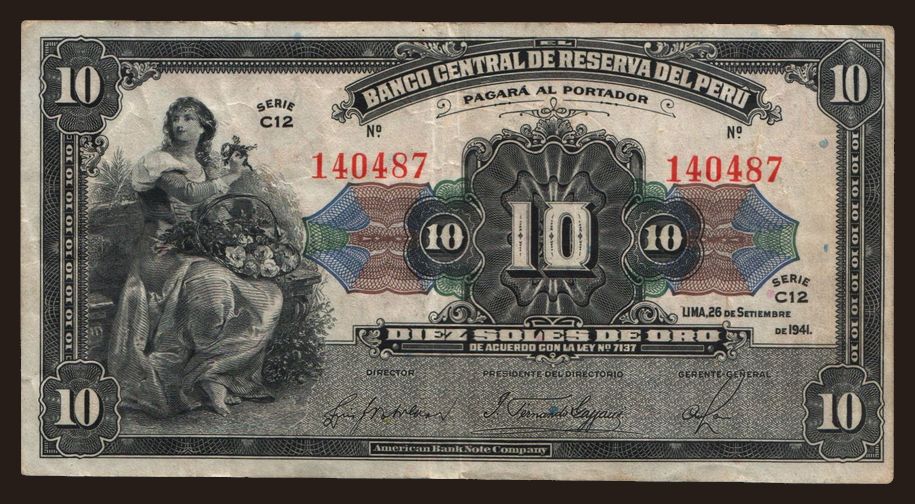 EL
BANCO CENTRAL DE RESERVA DEL PERÚ
PAGARÁ AL PORTADOR
10
10
SERIE
C12
Nº
Nº
140487
140487
10
10
10
SERIE
C12
LIMA, 26 DE SETIEMBRE
DE 1941.
DIEZ SOLES DE ORO
DE ACUERDO CON LA LEY Nº 7137
DIRECTOR
PRESIDENTE DEL DIRECTORIO
GERENTE-GENERAL
10
10
American Bank Note Company